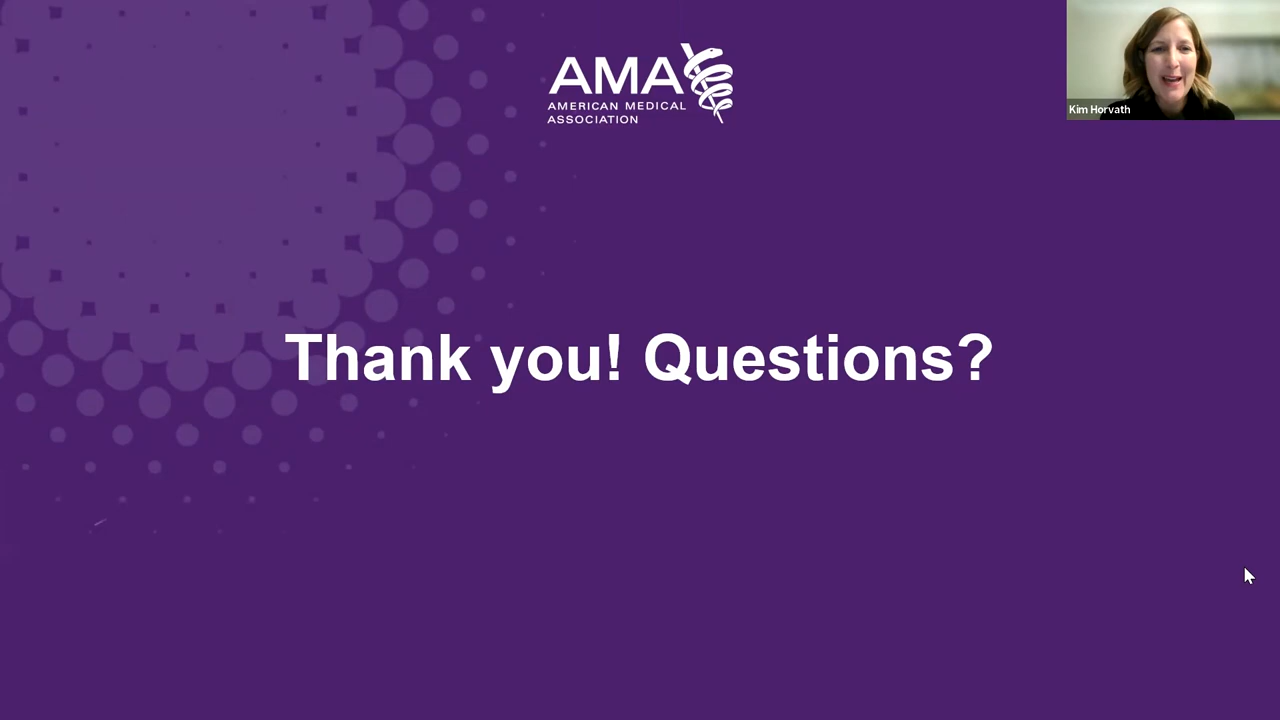 AMA
AMERICAN MEDICAL
ASSOCIATION
Kim Horvath
Thank you! Questions?